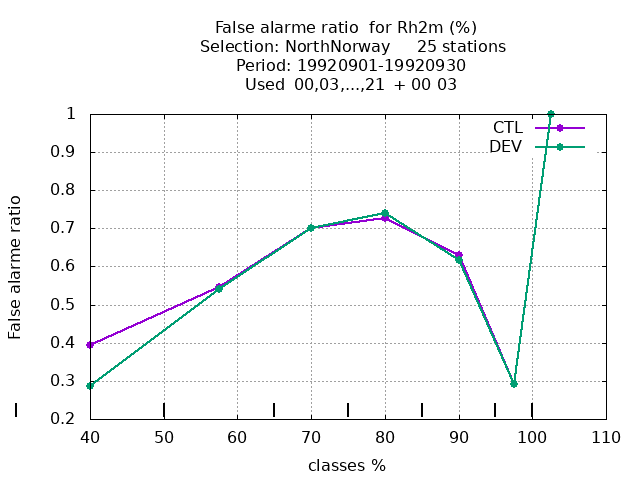 False alarme ratio  for Rh2m (%)
Selection: NorthNorway     25 stations
Period: 19920901-19920930
Used  00,03,...,21  + 00 03
CTL
DEV
1
0.9
0.8
0.7
0.6
0.5
0.4
0.3
0.2
False alarme ratio
40 50 60 70 80 90 100 110
classes %